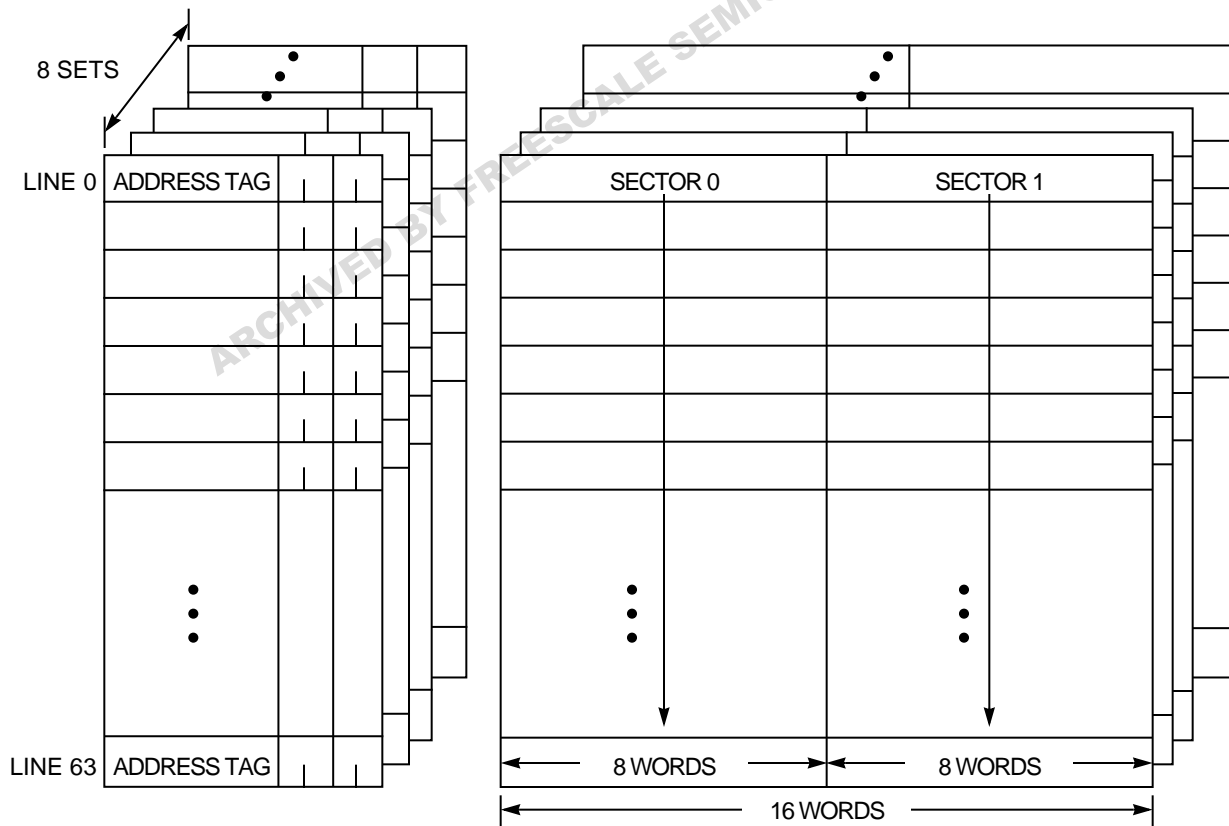 ARCHIVED BY FREESCALE SEMI
8 SETS
LINE 0 ADDRESS TAG SECTOR 0 SECTOR 1
LINE 63 ADDRESS TAG 8 WORDS 8 WORDS
16 WORDS